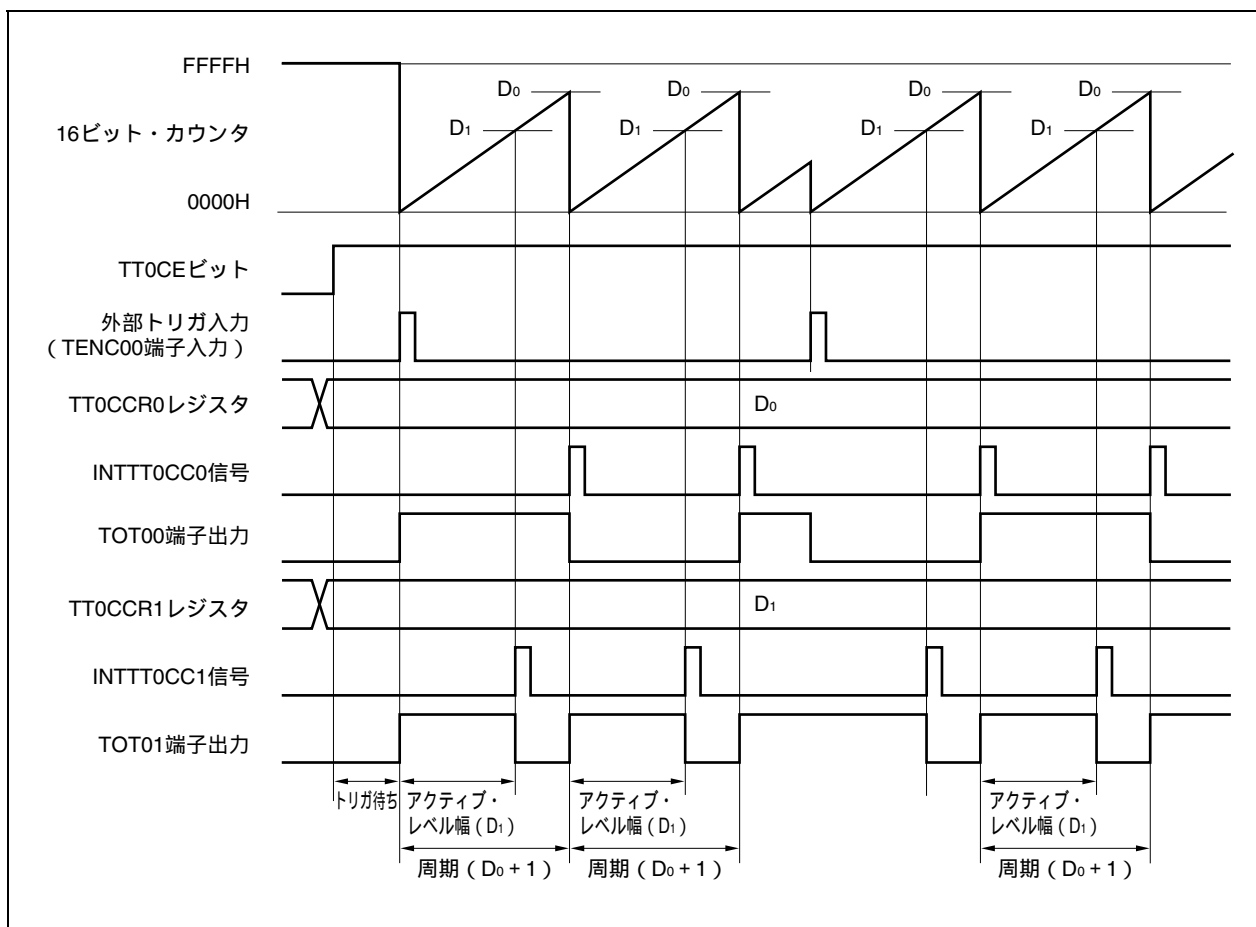 FFFFH
D₀ D₀ D₀ D₀
D₁ D₁ D₁ D₁
16ビット・カウンタ
0000H
TT0CEビット
外部トリガ入力
（TENC00端子入力）
TT0CCR0レジスタ D₀
INTTT0CC0信号
TOT00端子出力
TT0CCR1レジスタ D₁
INTTT0CC1信号
TOT01端子出力
トリガ待ち アクティブ・ アクティブ・ アクティブ・
レベル幅（D₁） レベル幅（D₁） レベル幅（D₁）
周期（D₀＋1） 周期（D₀＋1） 周期（D₀＋1）